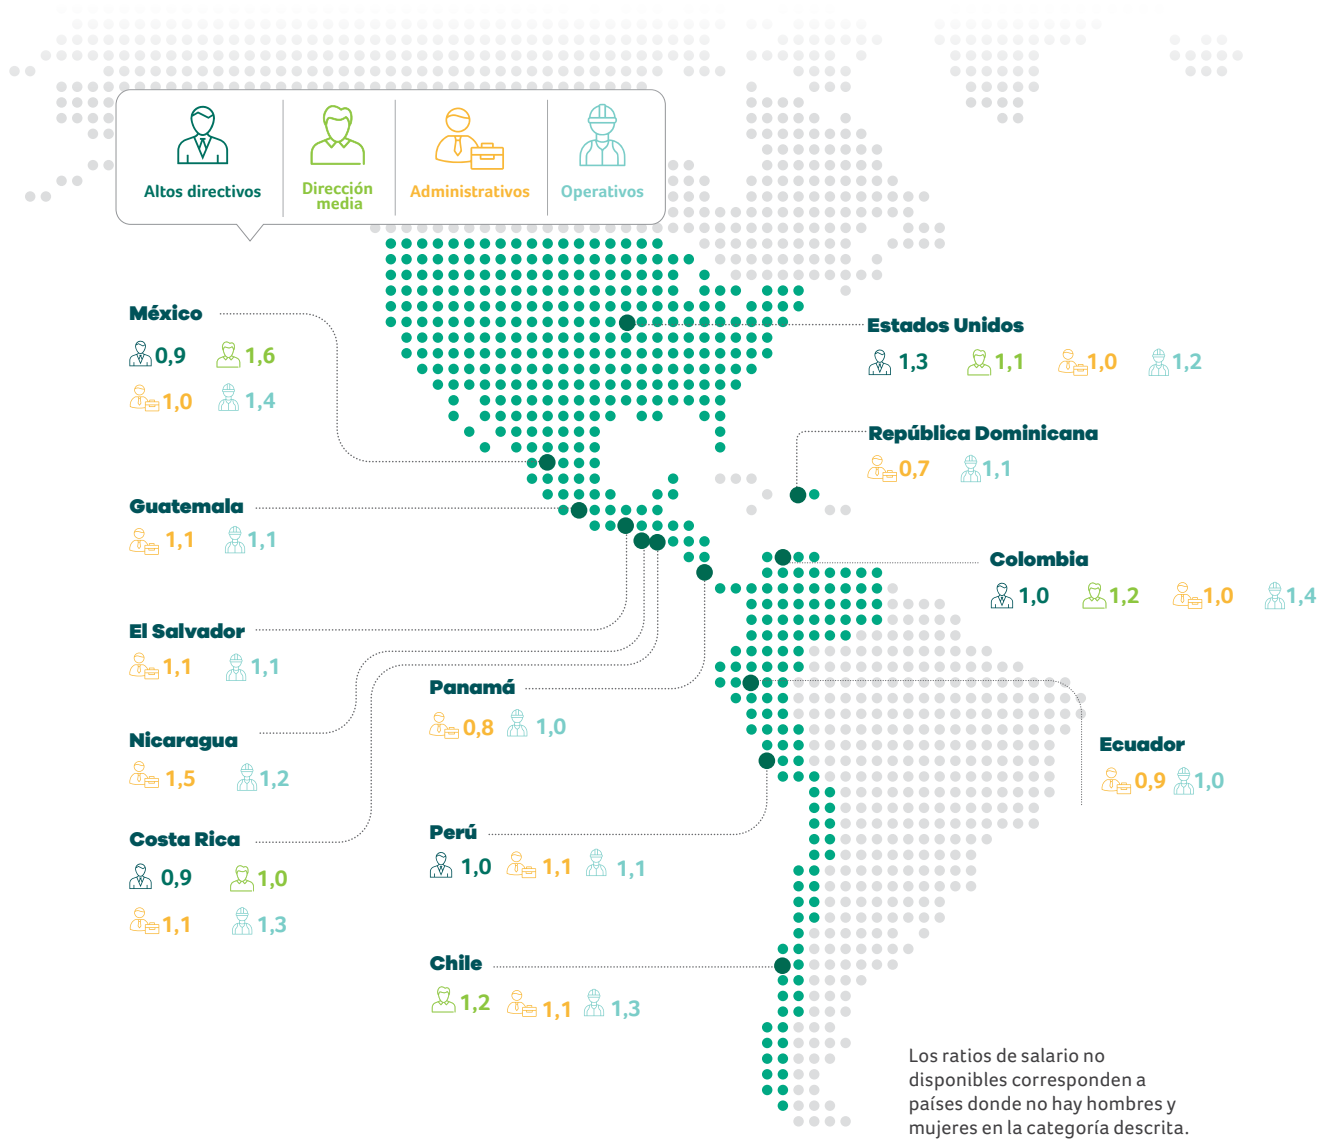 Altos directivos
Dirección
media
Administrativos
Operativos
México
0,9 1,6
1,0 1,4
Guatemala
1,1 1,1
El Salvador
1,1 1,1
Nicaragua
1,5 1,2
Costa Rica
0,9 1,0
1,1 1,3
Panamá
0,8 1,0
Perú
1,0 1,1 1,1
Chile
1,2 1,1 1,3
Estados Unidos
1,3 1,1 1,0 1,2
República Dominicana
0,7 1,1
Colombia
1,0 1,2 1,0 1,4
Ecuador
0,9 1,0
Los ratios de salario no
disponibles corresponden a
países donde no hay hombres y
mujeres en la categoría descrita.